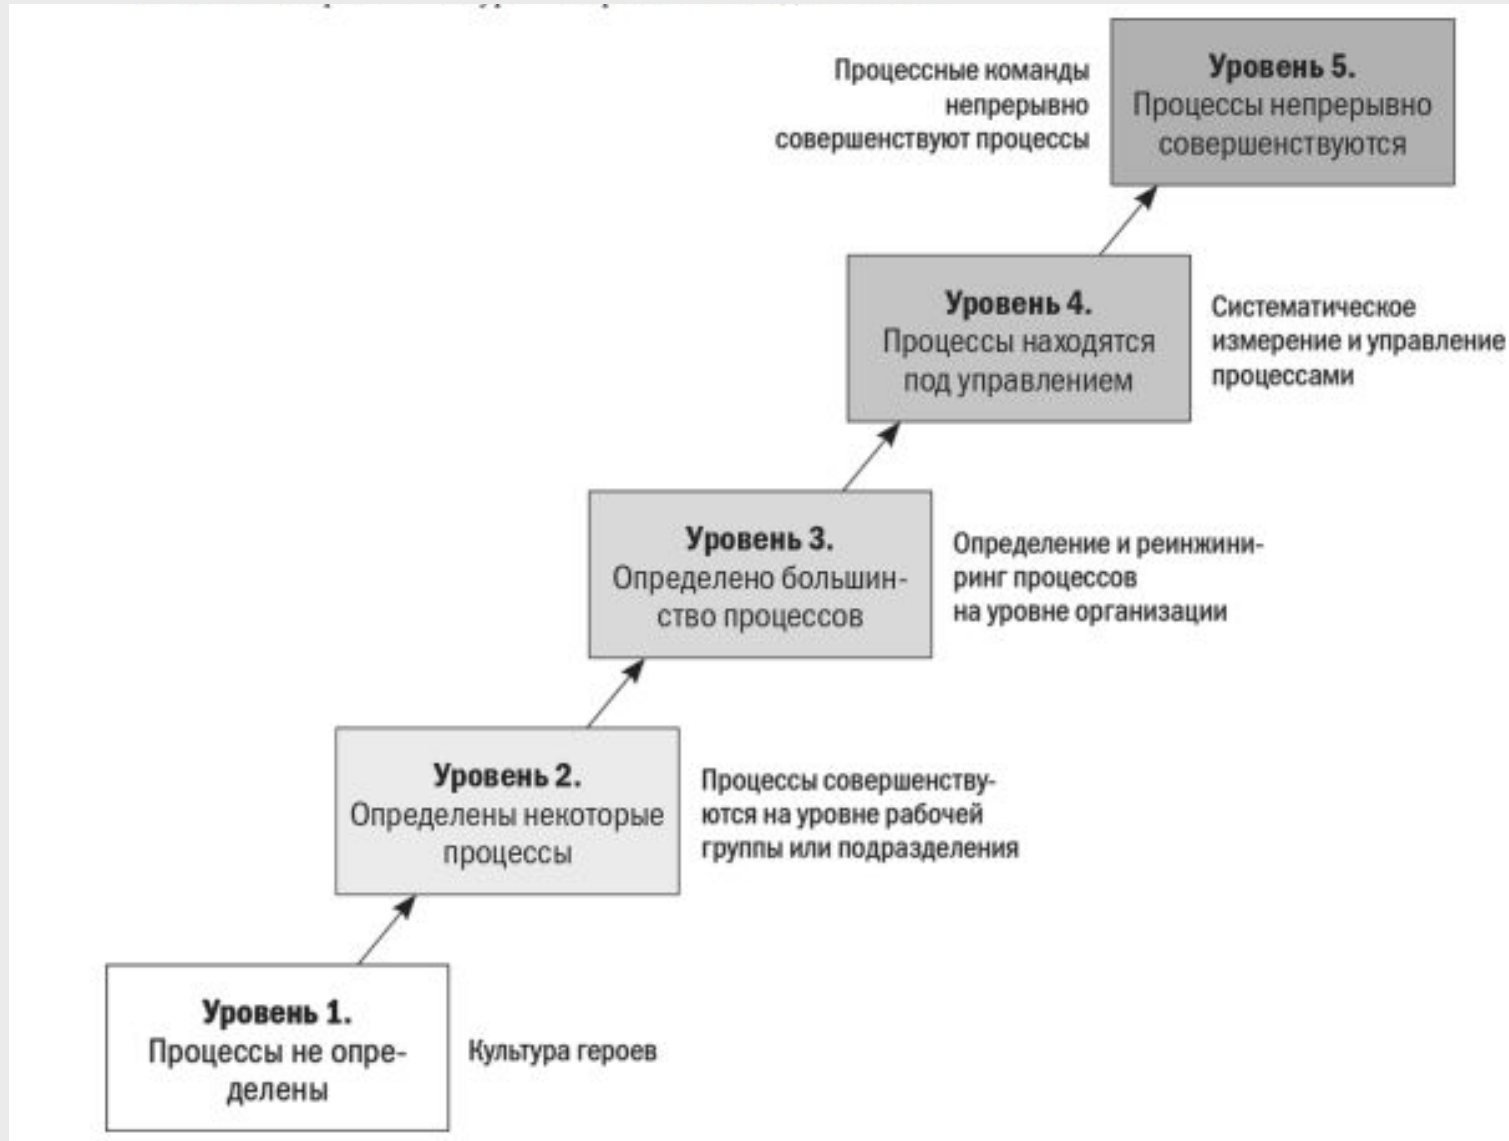 Процессные команды
непрерывно
совершенствуют процессы
Уровень 5.
Процессы непрерывно
совершенствуются
Уровень 4.
Процессы находятся
под управлением
Систематическое
измерение и управление
процессами
Уровень 3.
Определено большин-
ство процессов
Определение и реинжини-
ринг процессов
на уровне организации
Уровень 2.
Определены некоторые
процессы
Процессы совершенству-
ются на уровне рабочей
группы или подразделения
Уровень 1.
Процессы не опре-
делены
Культура героев